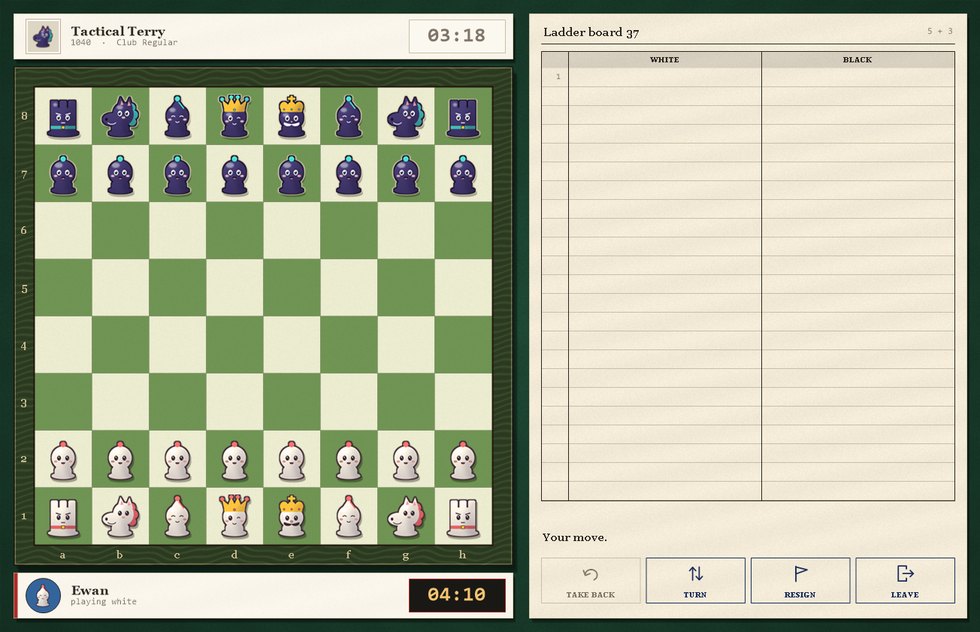 Tactical Terry
1040 · Club Regular
03:18
8
7
6
5
4
3
2
1
a b c d e f g h
Ewan
playing white
04:10
Ladder board 37
5 + 3
WHITE BLACK
1
Your move.
TAKE BACK TURN RESIGN LEAVE